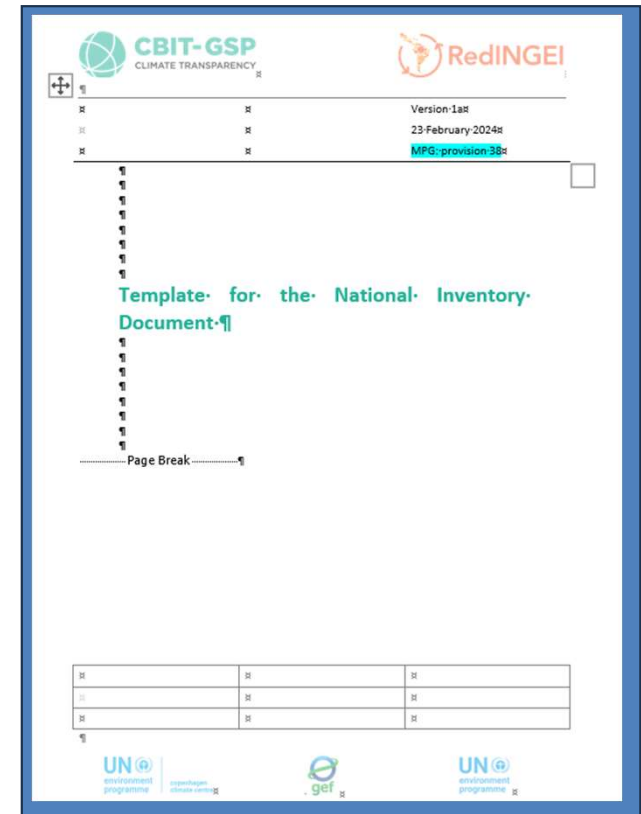 CBIT-GSP
CLIMATE TRANSPARENCY
RedINGEI
Version 1a
23 February 2024
MPG: provision 38
Template for the National Inventory
Document
Page Break
UN
environment
programme
copenhagen
climate centre
gef
UN
environment
programme